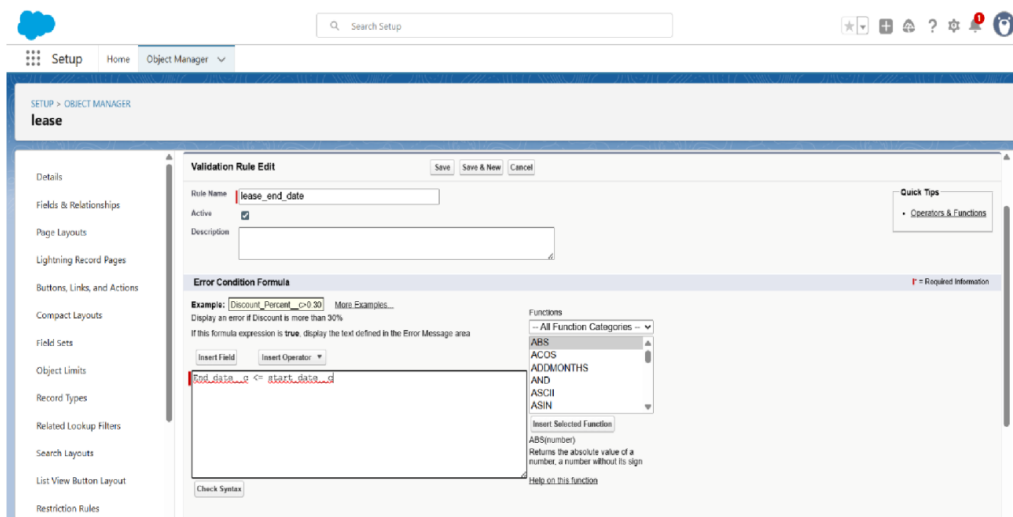 Search Setup
1
Setup Home Object Manager
SETUP > OBJECT MANAGER
lease
Details
Fields & Relationships
Page Layouts
Lightning Record Pages
Buttons, Links, and Actions
Compact Layouts
Field Sets
Object Limits
Record Types
Related Lookup Filters
Search Layouts
List View Button Layout
Restriction Rules
Validation Rule Edit Save Save & New Cancel
Rule Name lease_end_date
Active
Description
Quick Tips
• Operators & Functions
Error Condition Formula = Required Information
Example: Discount_Percent__c>0.30 More Examples...
Display an error if Discount is more than 30%
If this formula expression is true, display the text defined in the Error Message area
Insert Field Insert Operator
End_date__c <= start_date__c
Check Syntax
Functions
-- All Function Categories --
ABS
ACOS
ADDMONTHS
AND
ASCII
ASIN
Insert Selected Function
ABS(number)
Returns the absolute value of a
number, a number without its sign
Help on this function